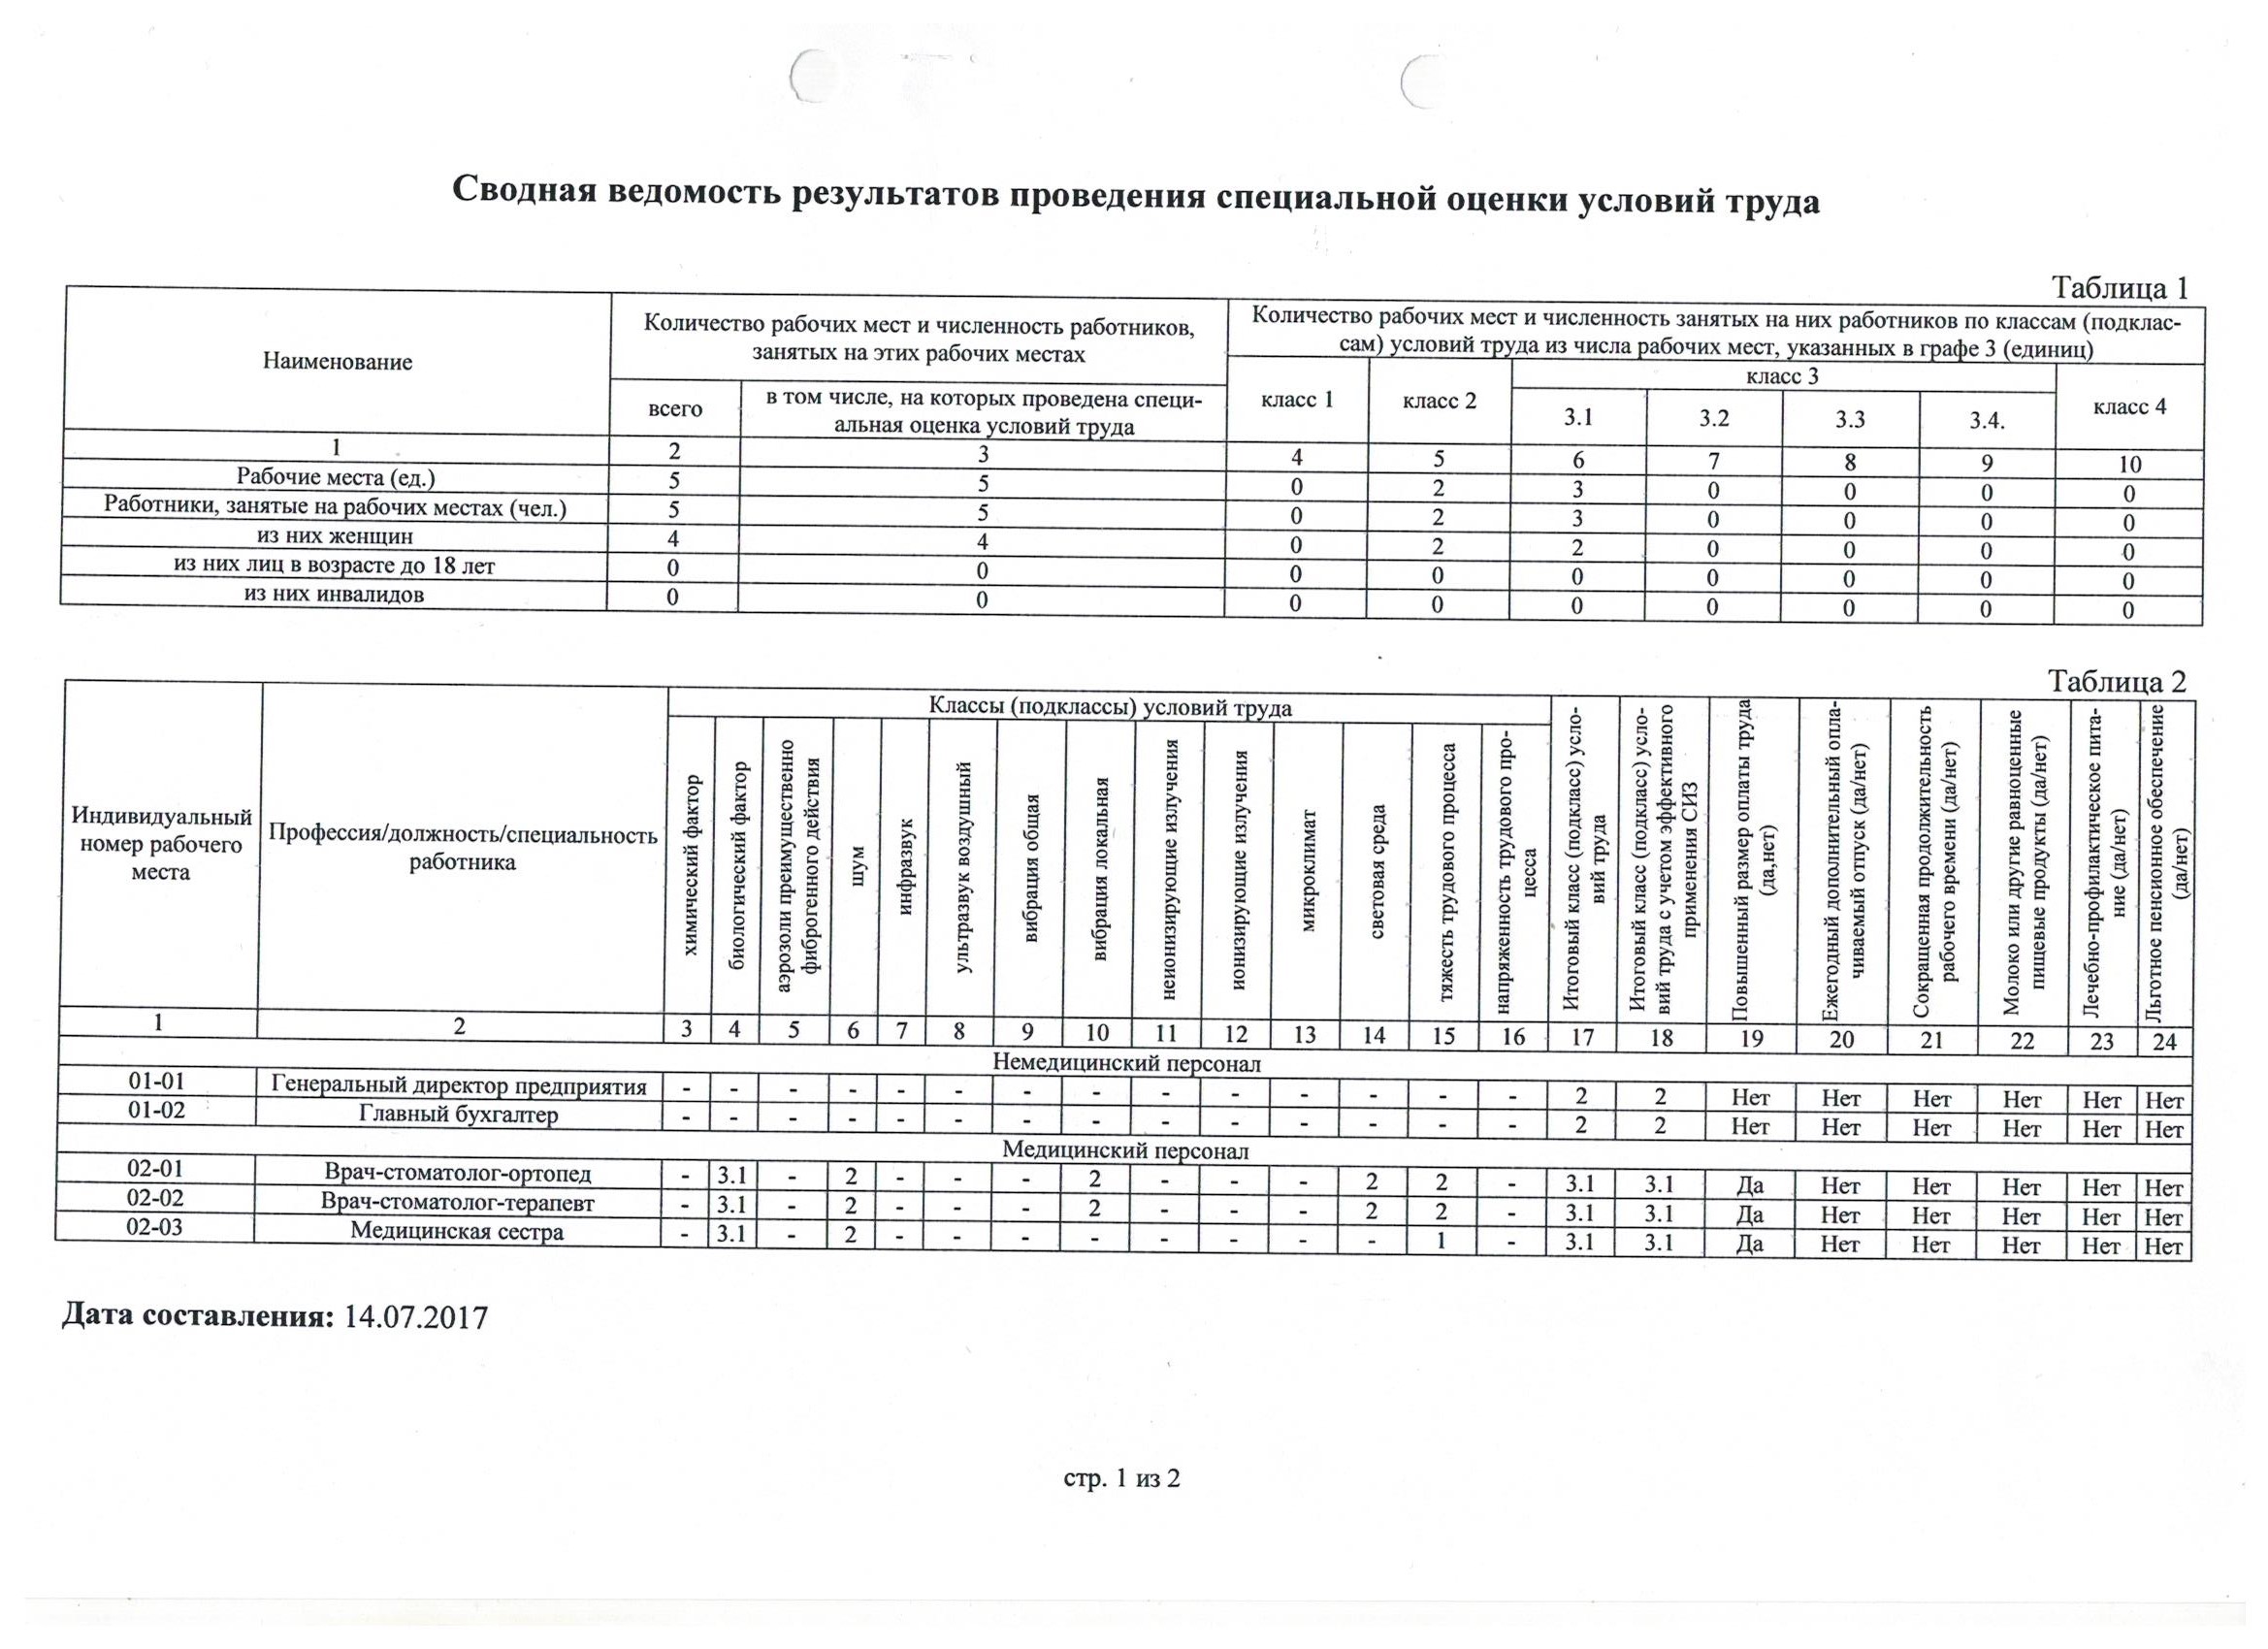 Сводная ведомость результатов проведения специальной оценки условий труда
Таблица 1
Наименование
Количество рабочих мест и численность работников,
занятых на этих рабочих местах
Количество рабочих мест и численность занятых на них работников по классам (подклас-
сам) условий труда из числа рабочих мест, указанных в графе 3 (единиц)
всего
в том числе, на которых проведена специ-
альная оценка условий труда
класс 1
класс 2
класс 3
класс 4
3.1
3.2
3.3
3.4.
1 2 3 4 5 6 7 8 9 10
Рабочие места (ед.) 5 5 0 2 3 0 0 0 0
Работники, занятые на рабочих местах (чел.) 5 5 0 2 3 0 0 0 0
из них женщин 4 4 0 2 2 0 0 0 0
из них лиц в возрасте до 18 лет 0 0 0 0 0 0 0 0 0
из них инвалидов 0 0 0 0 0 0 0 0 0
Таблица 2
Индивидуальный
номер рабочего
места
Профессия/должность/специальность
работника
Классы (подклассы) условий труда
химический фактор
биологический фактор
аэрозоли преимущественно
фиброгенного действия
шум
инфразвук
ультразвук воздушный
вибрация общая
вибрация локальная
неионизирующие излучения
ионизирующие излучения
микроклимат
световая среда
тяжесть трудового процесса
напряженность трудового про-
цесса
Итоговый класс (подкласс) усло-
вий труда
Итоговый класс (подкласс) усло-
вий труда с учетом эффективного
применения СИЗ
Повышенный размер оплаты труда
(да,нет)
Ежегодный дополнительный опла-
чиваемый отпуск (да/нет)
Сокращенная продолжительность
рабочего времени (да/нет)
Молоко или другие равноценные
пищевые продукты (да/нет)
Лечебно-профилактическое пита-
ние (да/нет)
Льготное пенсионное обеспечение
(да/нет)
1 2 3 4 5 6 7 8 9 10 11 12 13 14 15 16 17 18 19 20 21 22 23 24
Немедицинский персонал
01-01 Генеральный директор предприятия - - - - - - - - - - - - - - 2 2 Нет Нет Нет Нет Нет Нет
01-02 Главный бухгалтер - - - - - - - - - - - - - - 2 2 Нет Нет Нет Нет Нет Нет
Медицинский персонал
02-01 Врач-стоматолог-ортопед - 3.1 - 2 - - - 2 - - - 2 2 - 3.1 3.1 Да Нет Нет Нет Нет Нет
02-02 Врач-стоматолог-терапевт - 3.1 - 2 - - - 2 - - - 2 2 - 3.1 3.1 Да Нет Нет Нет Нет Нет
02-03 Медицинская сестра - 3.1 - 2 - - - - - - - - 1 - 3.1 3.1 Да Нет Нет Нет Нет Нет
Дата составления: 14.07.2017
стр. 1 из 2